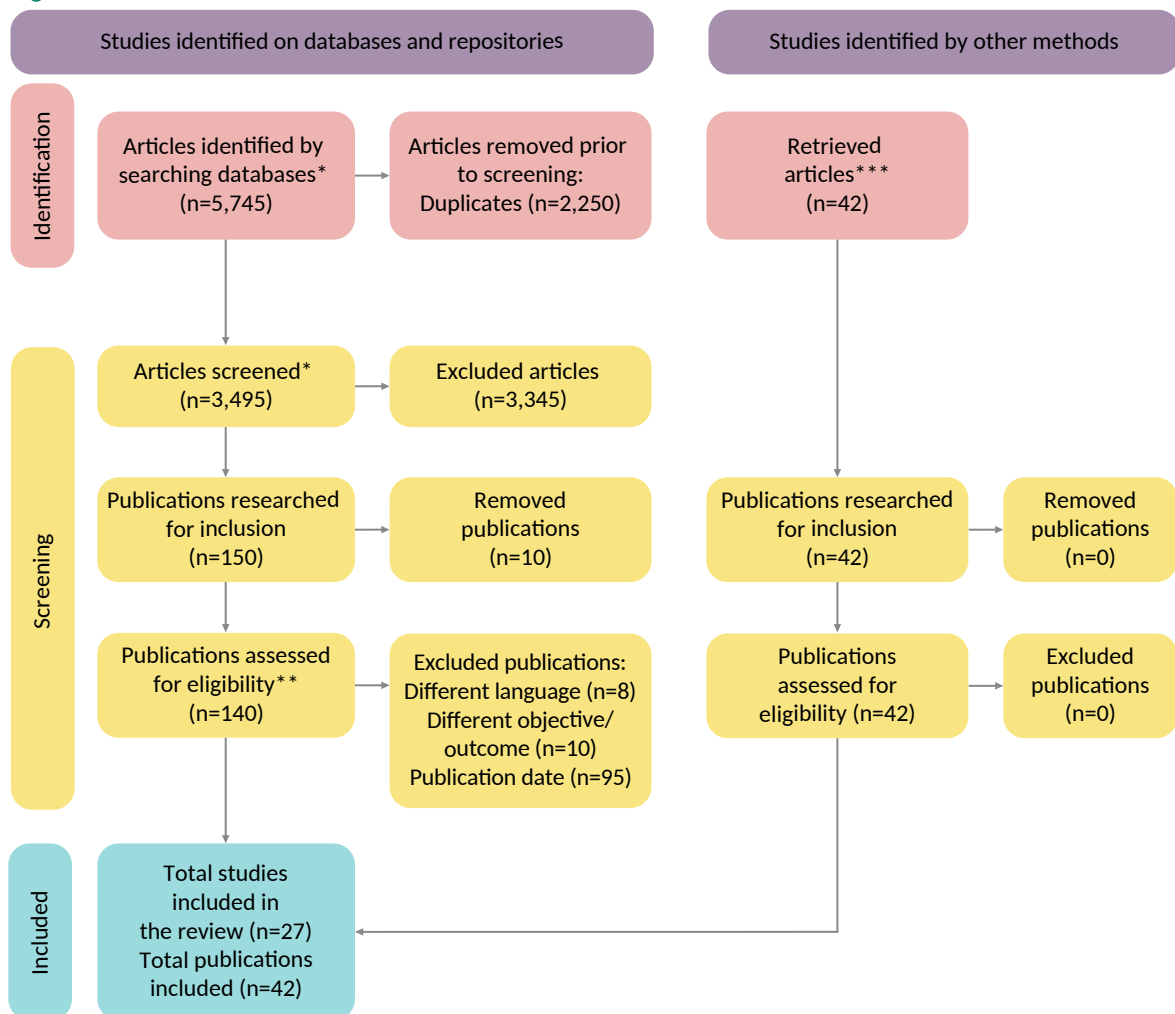 Studies identified on databases and repositories
Studies identified by other methods
Identification
Articles identified by
searching databases*
(n=5,745)
Articles removed prior
to screening:
Duplicates (n=2,250)
Retrieved
articles***
(n=42)
Screening
Articles screened*
(n=3,495)
Excluded articles
(n=3,345)
Publications researched
for inclusion
(n=150)
Removed
publications
(n=10)
Publications researched
for inclusion
(n=42)
Removed
publications
(n=0)
Publications assessed
for eligibility**
(n=140)
Excluded publications:
Different language (n=8)
Different objective/
outcome (n=10)
Publication date (n=95)
Publications
assessed for
eligibility (n=42)
Excluded
publications
(n=0)
Included
Total studies
included in
the review (n=27)
Total publications
included (n=42)